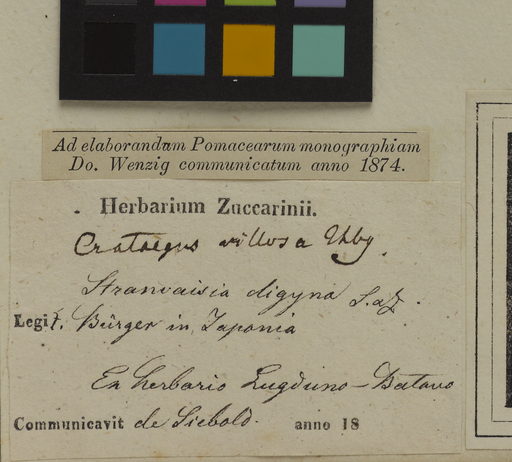 Ad elaborandum Pomacearum monographiam
Do. Wenzig communicatum anno 1874.
Herbarium Zuccarinii.
Crataegus villosa Thbg.
Stranvaisia digyna S. a Z.
Legit. Bürger in Japonia
Ex herbario Lugduno-Batavo
Communicavit de Siebold. anno 18